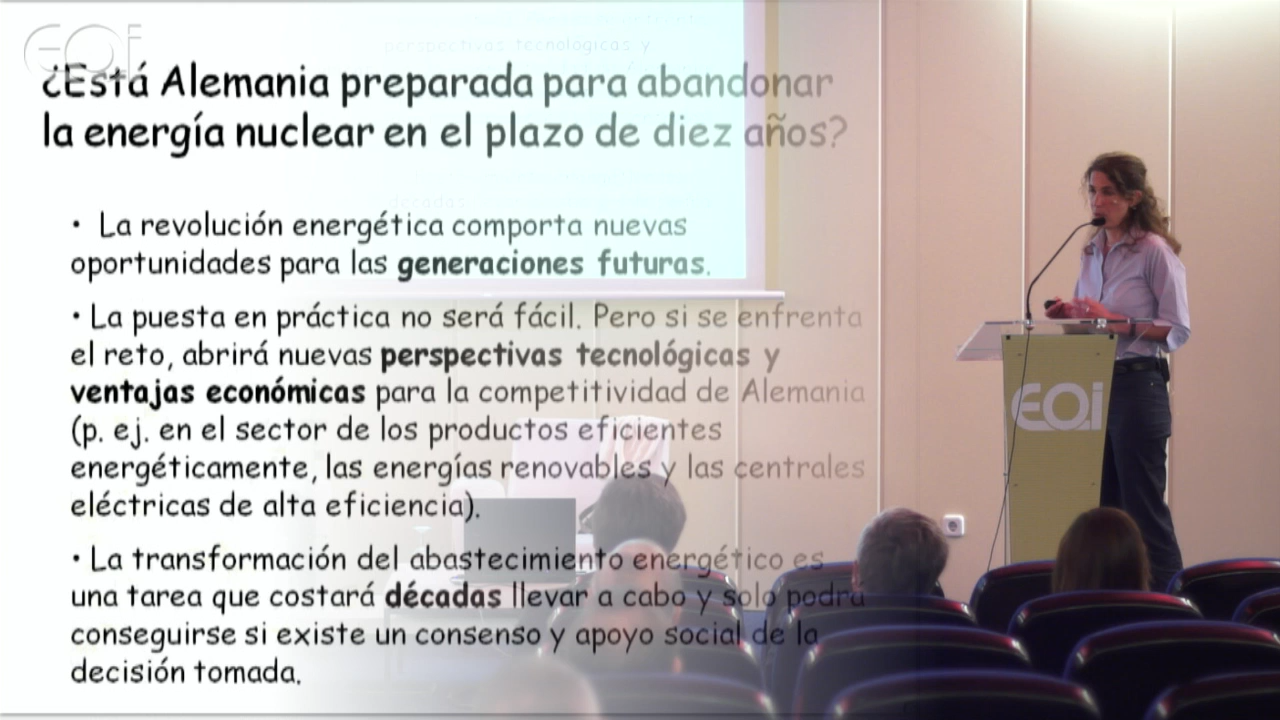 EOi
¿Está Alemania preparada para abandonar
la energía nuclear en el plazo de diez años?
• La revolución energética comporta nuevas
oportunidades para las generaciones futuras.
• La puesta en práctica no será fácil. Pero si se enfrenta
el reto, abrirá nuevas perspectivas tecnológicas y
ventajas económicas para la competitividad de Alemania
(p. ej. en el sector de los productos eficientes
energéticamente, las energías renovables y las centrales
eléctricas de alta eficiencia).
• La transformación del abastecimiento energético es
una tarea que costará décadas llevar a cabo y solo podrá
conseguirse si existe un consenso y apoyo social de la
decisión tomada.
perspectivas tecnológicas y
décadas
EOi